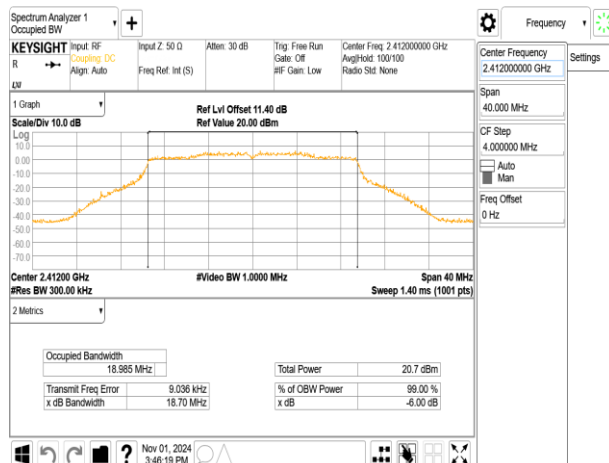 Spectrum Analyzer 1
Occupied BW
+
Frequency
KEYSIGHT
R
Input: RF
Coupling: DC
Align: Auto
Input Z: 50 Ω
Freq Ref: Int (S)
Atten: 30 dB
Trig: Free Run
Gate: Off
#IF Gain: Low
Center Freq: 2.412000000 GHz
Avg|Hold: 100/100
Radio Std: None
Center Frequency
2.412000000 GHz
Settings
Span
40.000 MHz
CF Step
4.000000 MHz
Auto
Man
Freq Offset
0 Hz
1 Graph
Scale/Div 10.0 dB
Ref Lvl Offset 11.40 dB
Ref Value 20.00 dBm
Log
10.0
0.00
-10.0
-20.0
-30.0
-40.0
-50.0
-60.0
-70.0
Center 2.41200 GHz
#Res BW 300.00 kHz
#Video BW 1.0000 MHz
Span 40 MHz
Sweep 1.40 ms (1001 pts)
2 Metrics
Occupied Bandwidth
18.985 MHz
Transmit Freq Error 9.036 kHz
x dB Bandwidth 18.70 MHz
Total Power 20.7 dBm
% of OBW Power 99.00 %
x dB -6.00 dB
?
Nov 01, 2024
3:46:19 PM